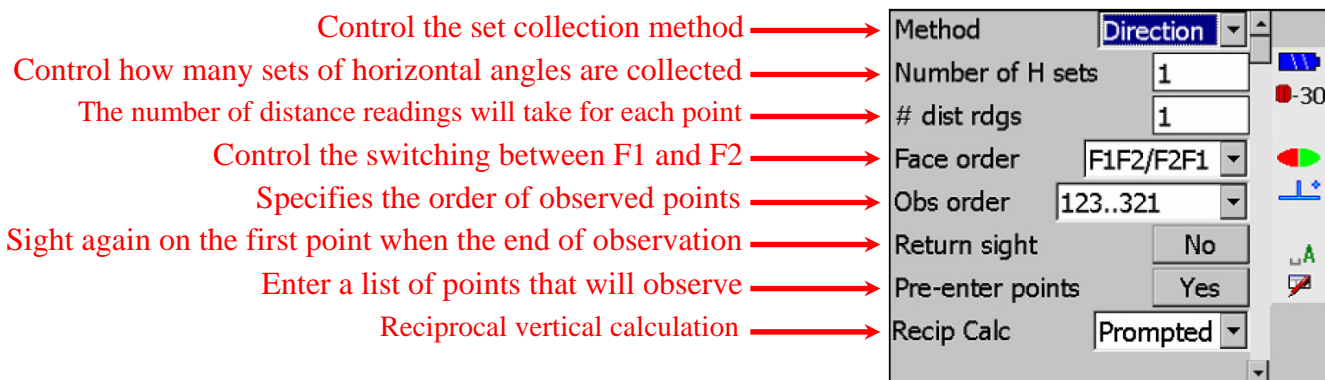 Control the set collection method
Method Direction
Control how many sets of horizontal angles are collected
Number of H sets 1
The number of distance readings will take for each point
# dist rdgs 1
-30
Control the switching between F1 and F2
Face order F1F2/F2F1
Specifies the order of observed points
Obs order 123..321
Sight again on the first point when the end of observation
Return sight No
A
Enter a list of points that will observe
Pre-enter points Yes
Reciprocal vertical calculation
Recip Calc Prompted